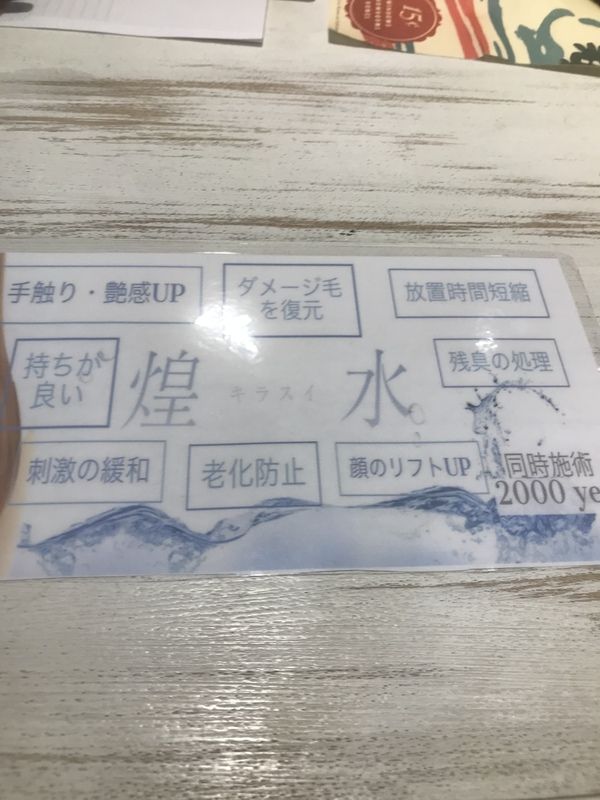 15¢
手触り・艶感UP
ダメージ毛
を復元
放置時間短縮
持ちが
良い
煌水
キラスイ
残臭の処理
刺激の緩和
老化防止
顔のリフトUP
同時施術
2000 ye